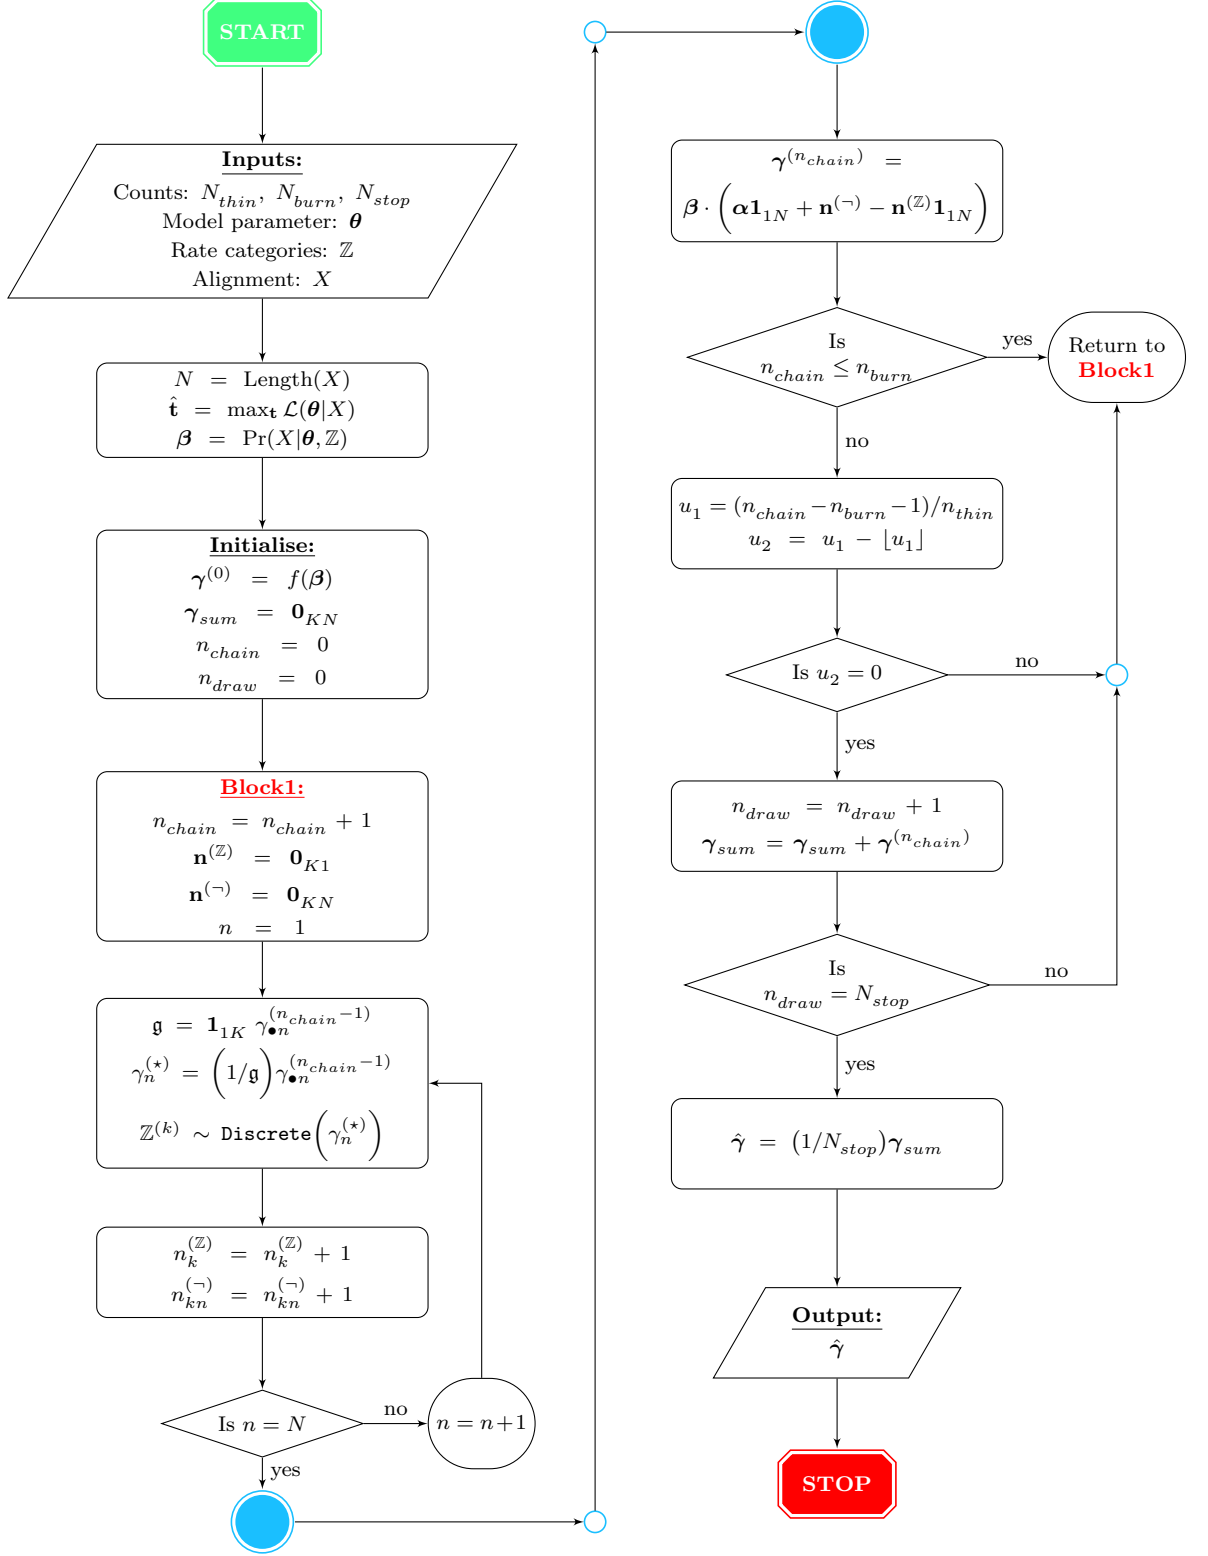 START
Inputs:
Counts: N_thin, N_burn, N_stop
Model parameter: 𝜽
Rate categories: ℤ
Alignment: X
N = Length(X)
𝐭̂ = max_𝐭 ℒ(𝜽|X)
𝜷 = Pr(X|𝜽, ℤ)
Initialise:
𝜸^(0) = f(𝜷)
𝜸_sum = 𝟎_KN
n_chain = 0
n_draw = 0
Block1:
n_chain = n_chain + 1
𝐧^(ℤ) = 𝟎_K1
𝐧^(¬) = 𝟎_KN
n = 1
𝔤 = 𝟏_1K γ_•n^(n_chain−1)
γ_n^(⋆) = (1/𝔤)γ_•n^(n_chain−1)
ℤ^(k) ∼ Discrete(γ_n^(⋆))
n_k^(ℤ) = n_k^(ℤ) + 1
n_kn^(¬) = n_kn^(¬) + 1
Is n = N
no
n = n+1
yes
𝜸^(n_chain) =
𝜷 · (𝜶𝟏_1N + 𝐧^(¬) − 𝐧^(ℤ)𝟏_1N)
Is
n_chain ≤ n_burn
yes
Return to
Block1
no
u_1 = (n_chain − n_burn − 1)/n_thin
u_2 = u_1 − ⌊u_1⌋
Is u_2 = 0
no
yes
n_draw = n_draw + 1
𝜸_sum = 𝜸_sum + 𝜸^(n_chain)
Is
n_draw = N_stop
no
yes
𝜸̂ = (1/N_stop)𝜸_sum
Output:
𝜸̂
STOP